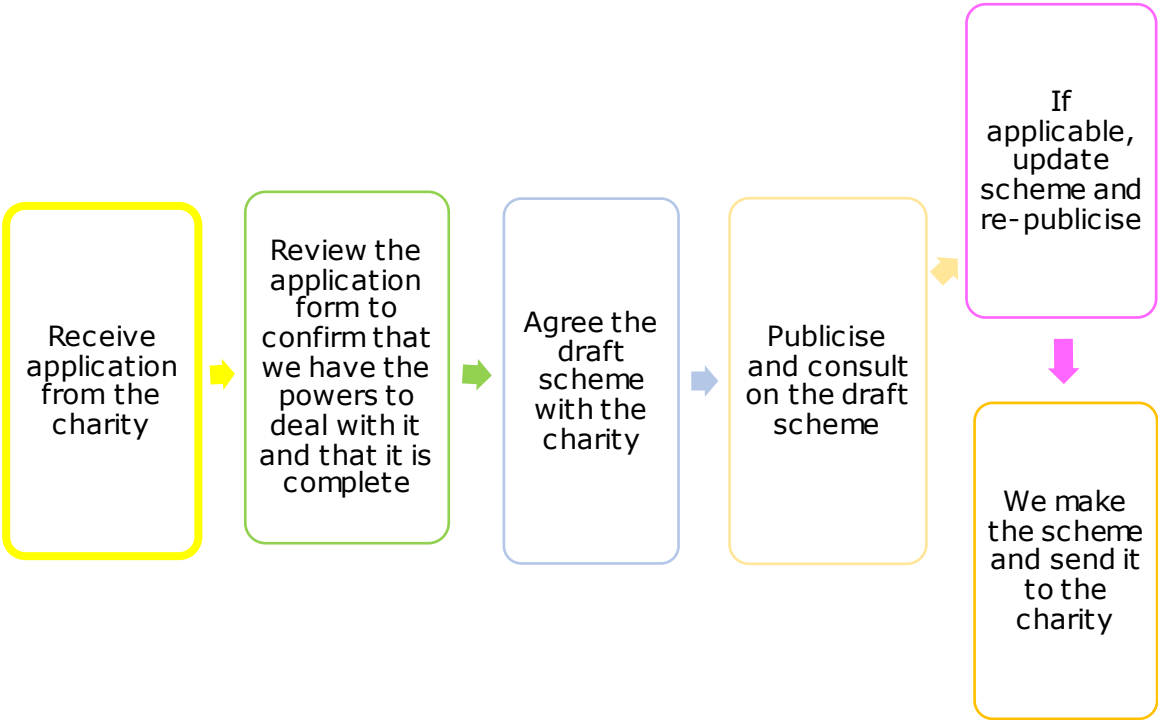 Receive
application
from the
charity
Review the
application
form to
confirm that
we have the
powers to
deal with it
and that it is
complete
Agree the
draft
scheme
with the
charity
Publicise
and consult
on the draft
scheme
If
applicable,
update
scheme and
re-publicise
We make
the scheme
and send it
to the
charity